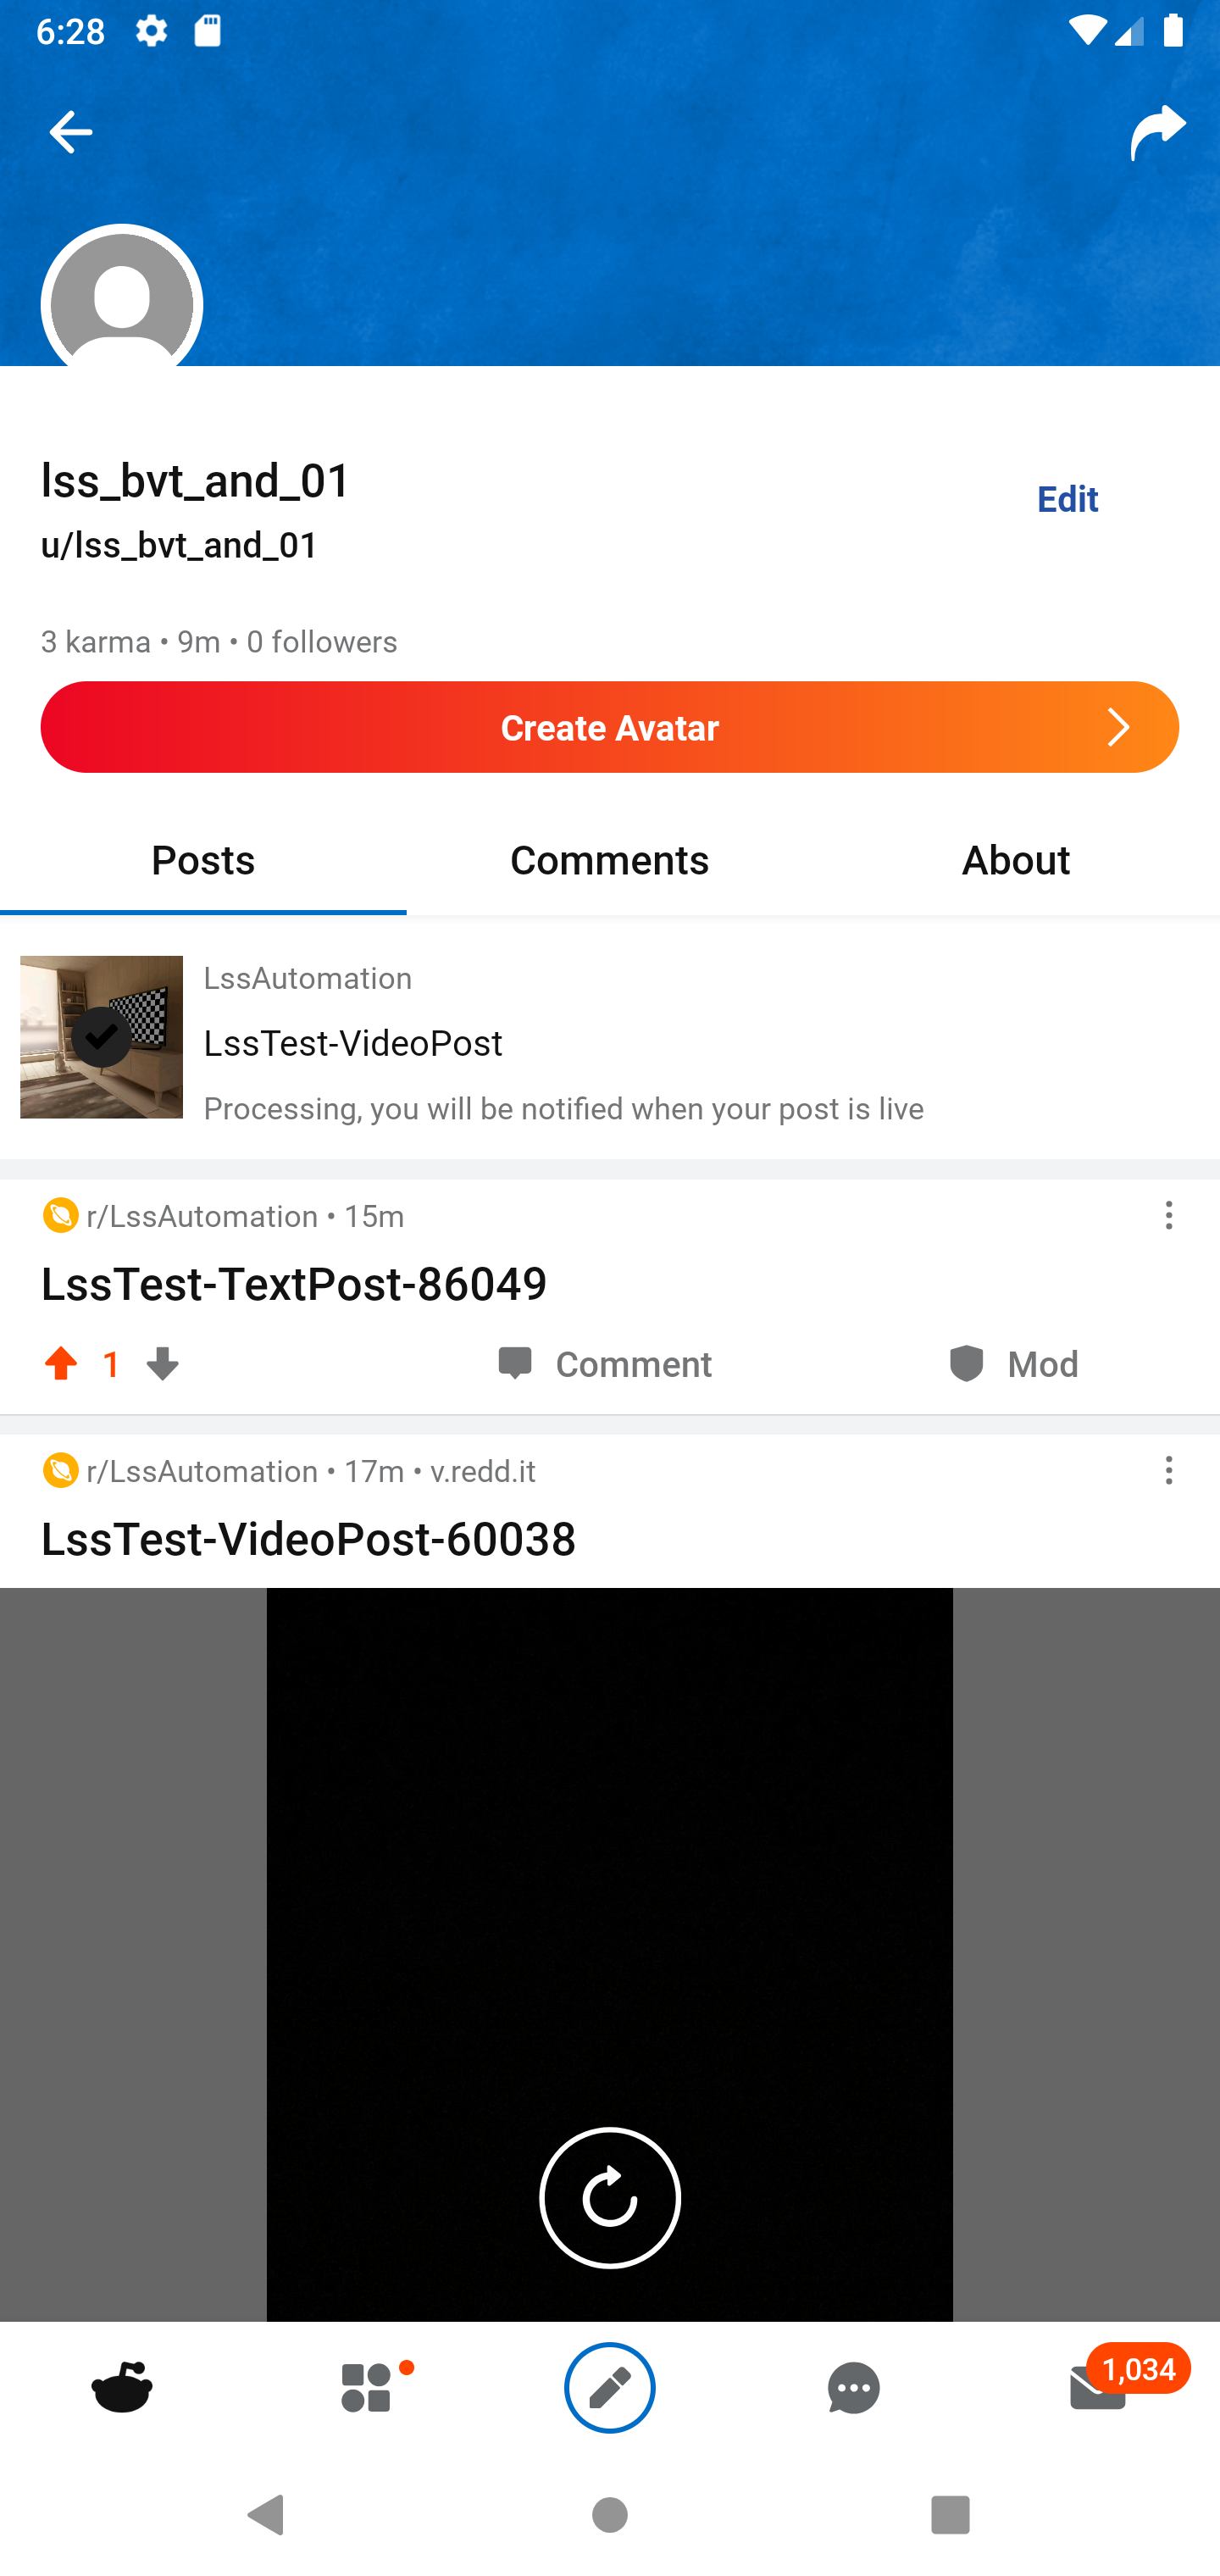 6:28
lss_bvt_and_01
Edit
u/lss_bvt_and_01
3 karma • 9m • 0 followers
Create Avatar
Posts
Comments
About
LssAutomation
LssTest-VideoPost
Processing, you will be notified when your post is live
r/LssAutomation • 15m
LssTest-TextPost-86049
1
Comment
Mod
r/LssAutomation • 17m • v.redd.it
LssTest-VideoPost-60038
1,034